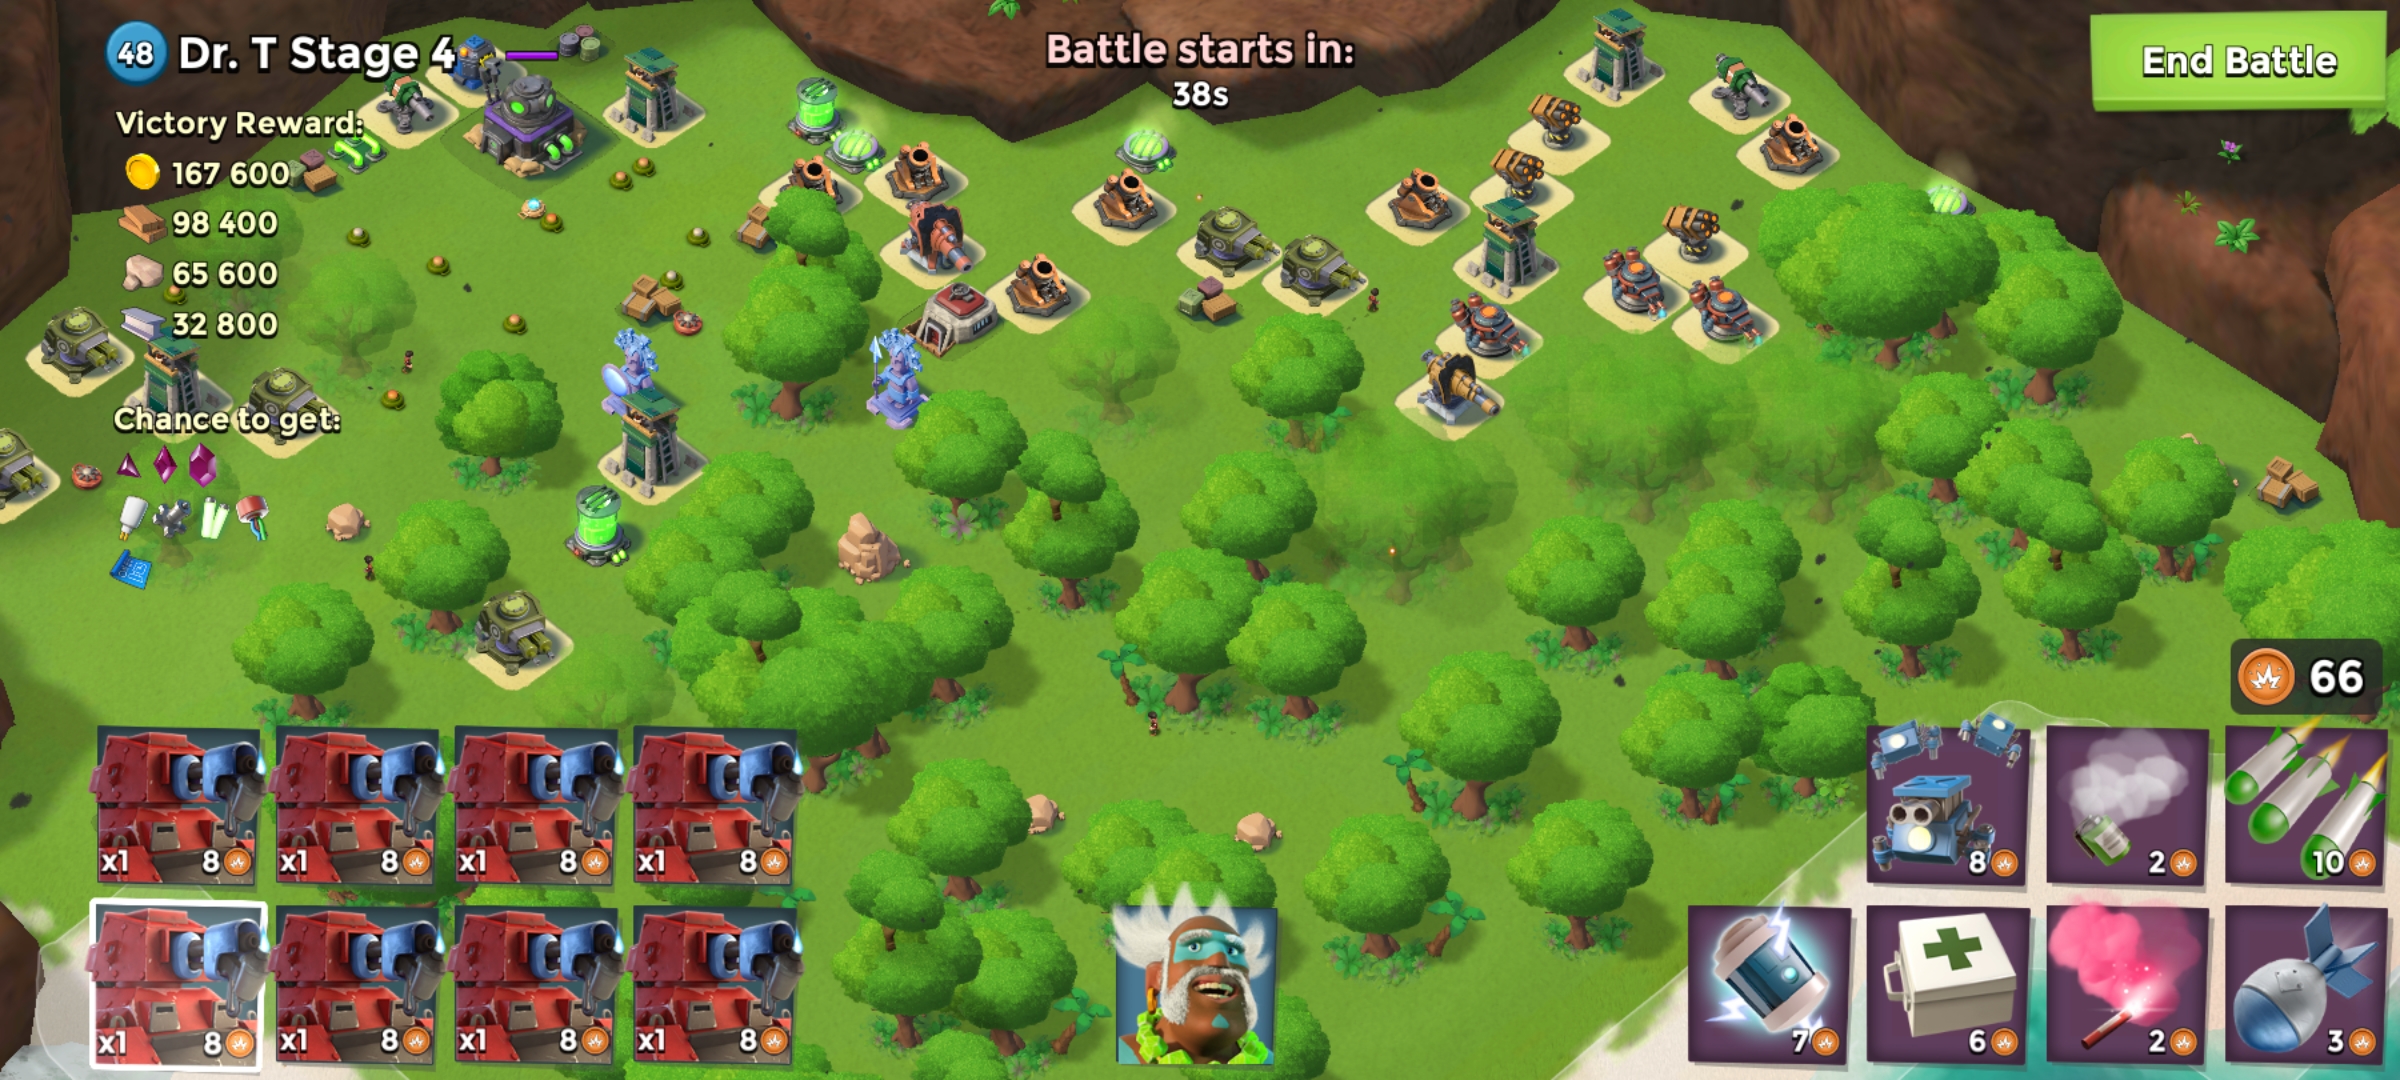 48 Dr. T Stage 4
Battle starts in:
38s
End Battle
Victory Reward:
167 600
98 400
65 600
32 800
Chance to get:
66
x1 8
x1 8
x1 8
x1 8
8
2
10
x1 8
x1 8
x1 8
x1 8
7
6
2
3